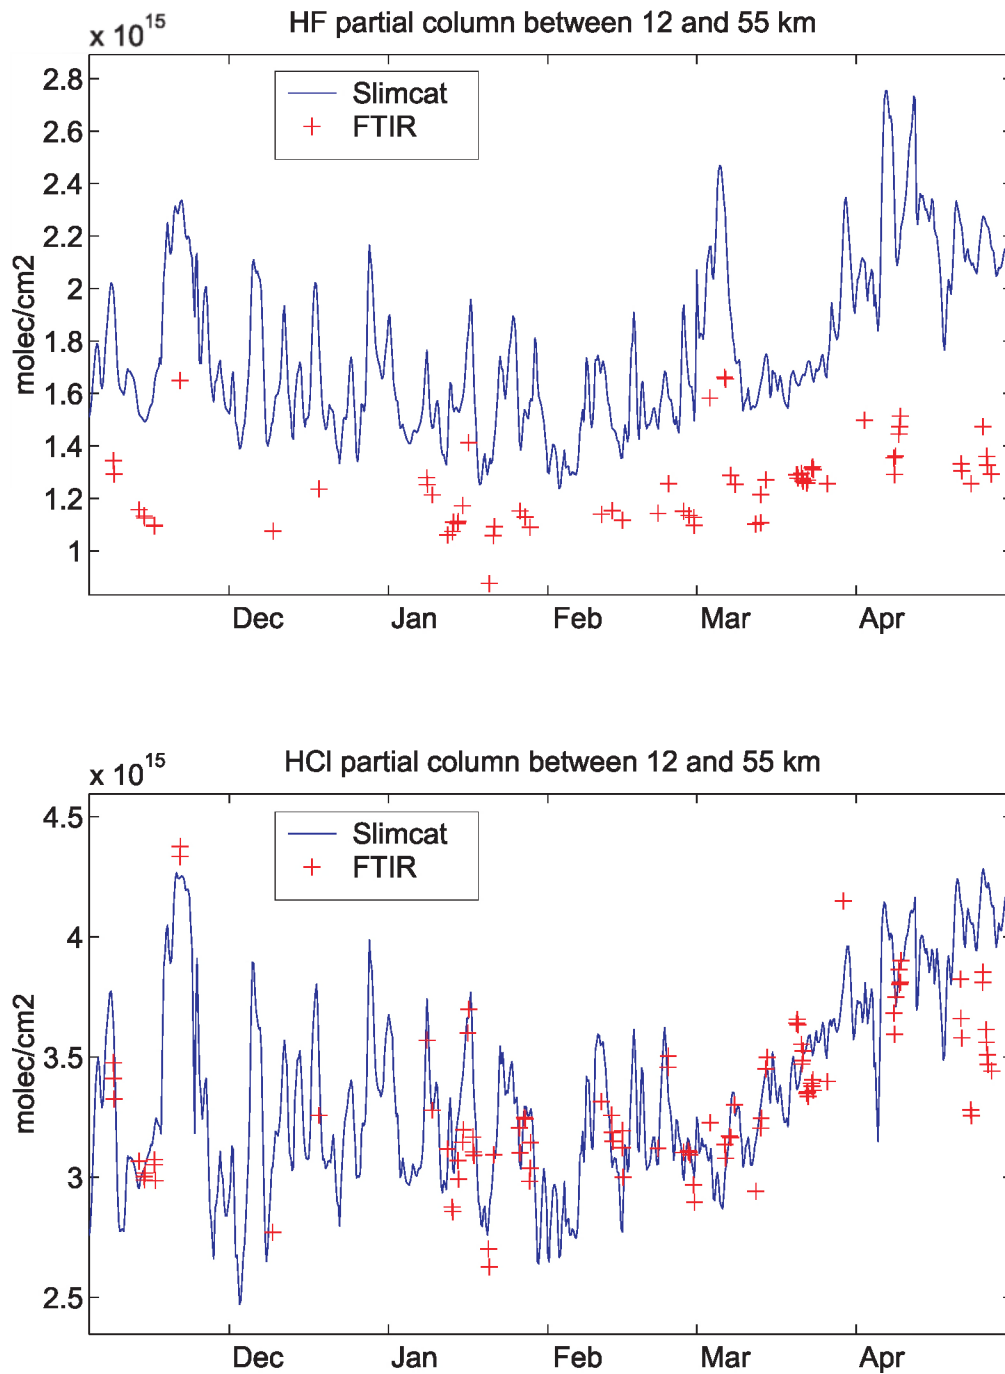 HF partial column between 12 and 55 km
x 10^15
2.8
2.6
2.4
2.2
2
1.8
1.6
1.4
1.2
1
molec/cm2
Slimcat
FTIR
Dec Jan Feb Mar Apr
HCl partial column between 12 and 55 km
x 10^15
4.5
4
3.5
3
2.5
molec/cm2
Slimcat
FTIR
Dec Jan Feb Mar Apr